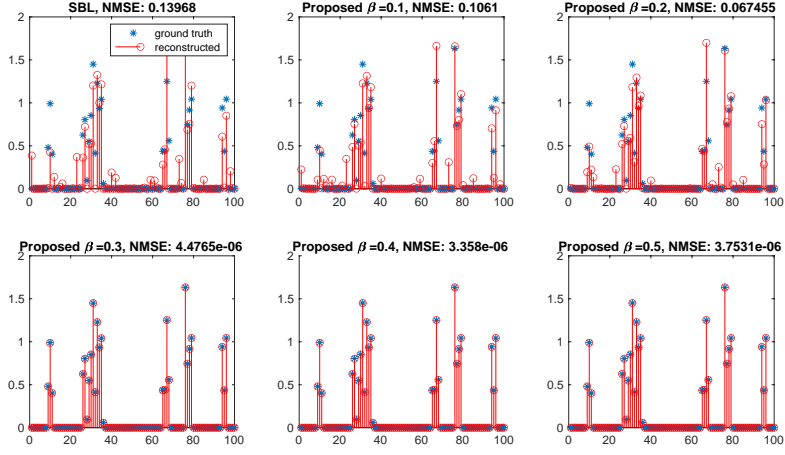 SBL, NMSE: 0.13968
2
1.5
1
0.5
0
0 20 40 60 80 100
ground truth
reconstructed
Proposed β=0.1, NMSE: 0.1061
2
1.5
1
0.5
0
0 20 40 60 80 100
Proposed β=0.2, NMSE: 0.067455
2
1.5
1
0.5
0
0 20 40 60 80 100
Proposed β=0.3, NMSE: 4.4765e-06
2
1.5
1
0.5
0
0 20 40 60 80 100
Proposed β=0.4, NMSE: 3.358e-06
2
1.5
1
0.5
0
0 20 40 60 80 100
Proposed β=0.5, NMSE: 3.7531e-06
2
1.5
1
0.5
0
0 20 40 60 80 100